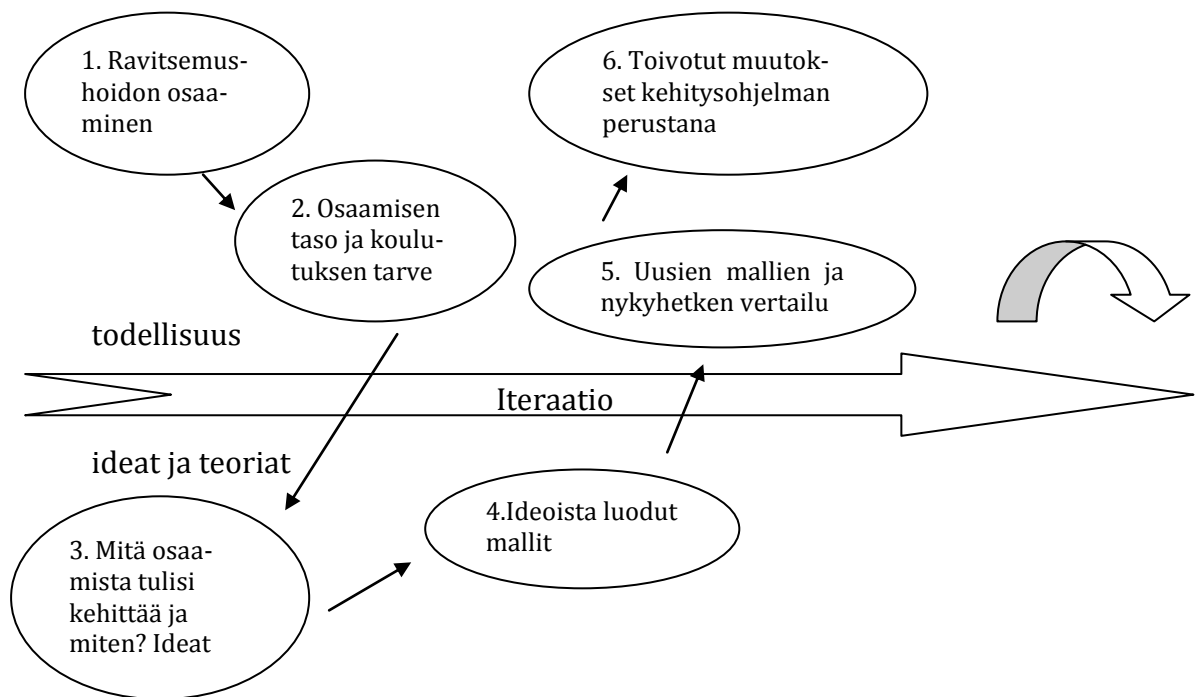 1. Ravitsemus-
hoidon osaa-
minen
2. Osaamisen
taso ja koulu-
tuksen tarve
6. Toivotut muutok-
set kehitysohjelman
perustana
5. Uusien mallien ja
nykyhetken vertailu
todellisuus
Iteraatio
ideat ja teoriat
3. Mitä osaa-
mista tulisi
kehittää ja
miten? Ideat
4.Ideoista luodut
mallit